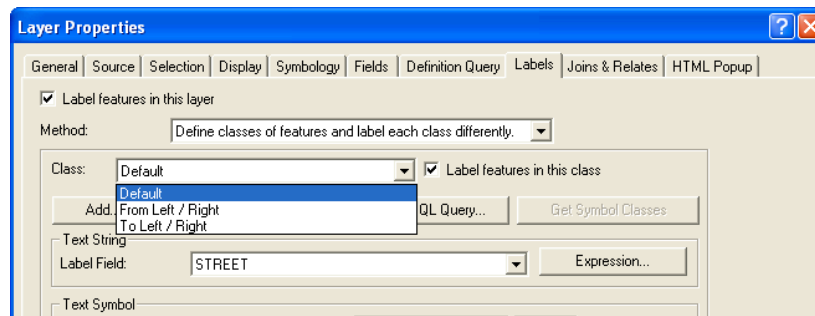 Layer Properties
General Source Selection Display Symbology Fields Definition Query Labels Joins & Relates HTML Popup
Label features in this layer
Method: Define classes of features and label each class differently.
Class: Default Label features in this class
Default
Add. From Left / Right QL Query... Get Symbol Classes
To Left / Right
Text String
Label Field: STREET Expression...
Text Symbol